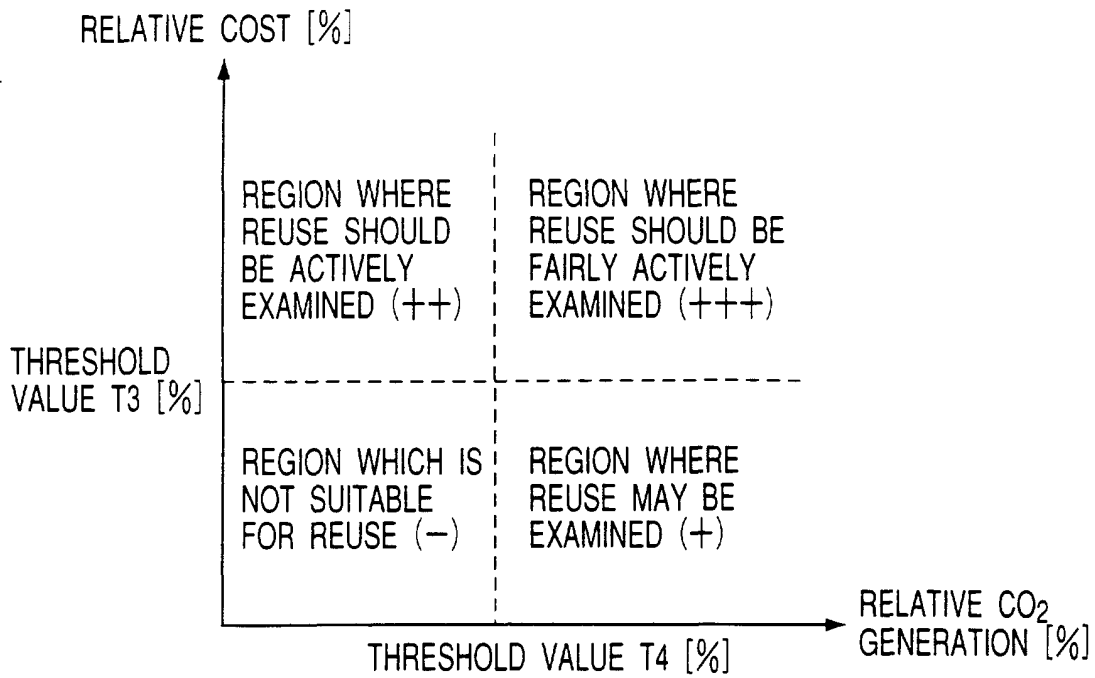 RELATIVE COST [%]
REGION WHERE
REUSE SHOULD
BE ACTIVELY
EXAMINED (++)
REGION WHERE
REUSE SHOULD BE
FAIRLY ACTIVELY
EXAMINED (+++)
THRESHOLD
VALUE T3 [%]
REGION WHICH IS
NOT SUITABLE
FOR REUSE (−)
REGION WHERE
REUSE MAY BE
EXAMINED (+)
RELATIVE CO2
GENERATION [%]
THRESHOLD VALUE T4 [%]